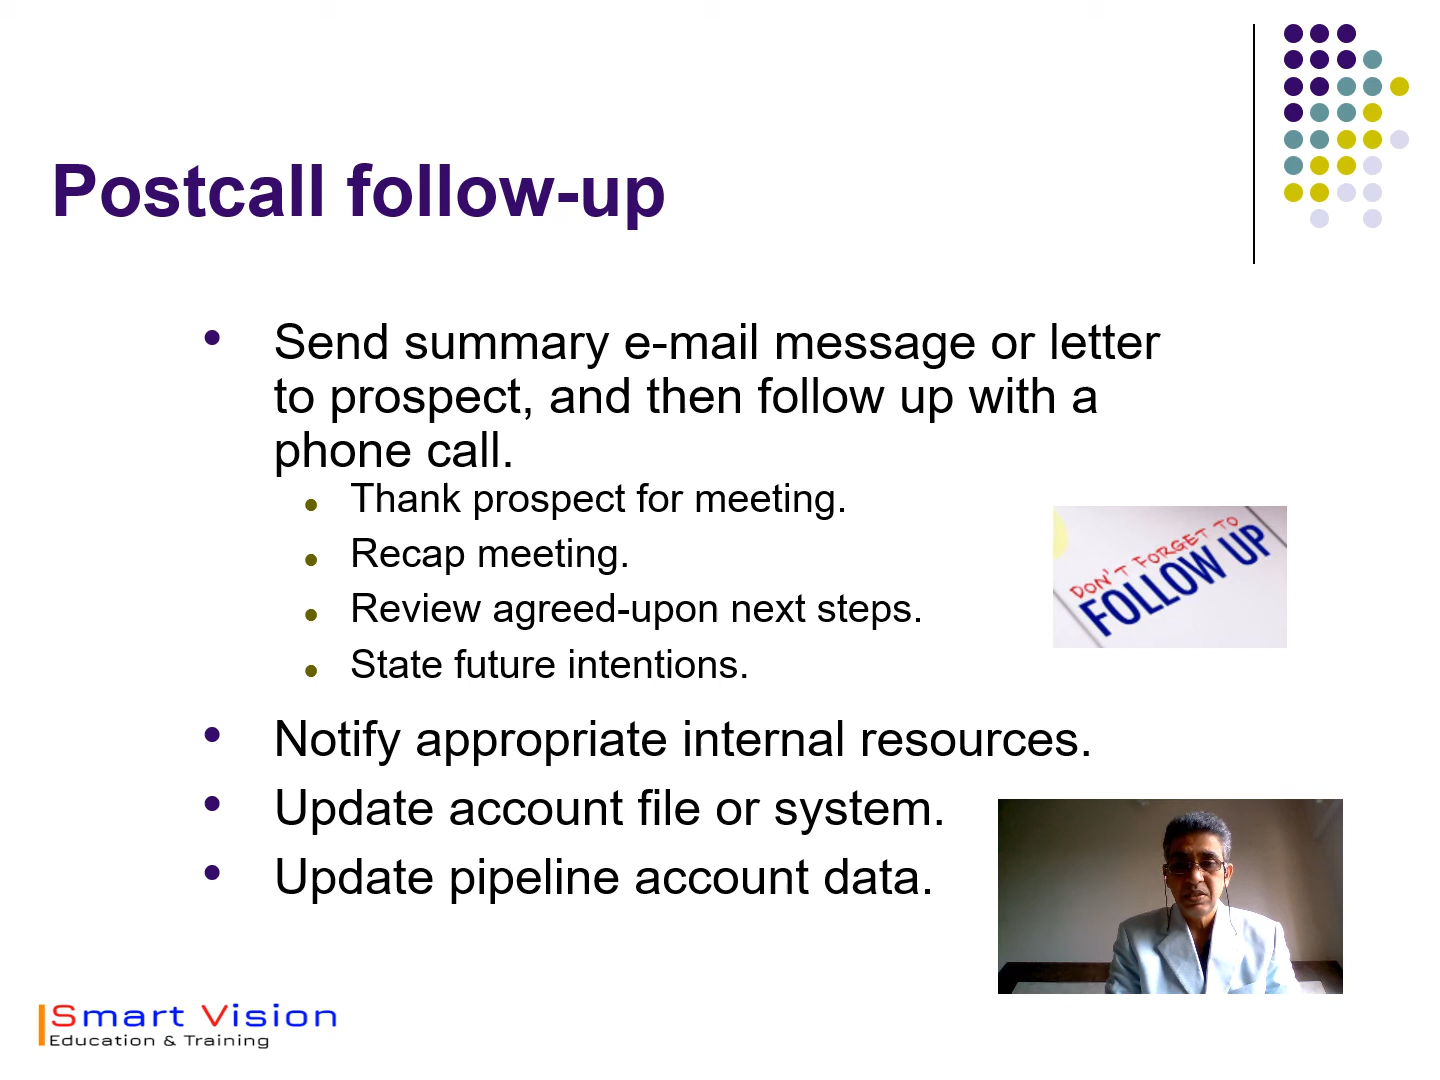 Postcall follow-up
Send summary e-mail message or letter
to prospect, and then follow up with a
phone call.
Thank prospect for meeting.
Recap meeting.
Review agreed-upon next steps.
State future intentions.
DON'T FORGET TO
FOLLOW UP
Notify appropriate internal resources.
Update account file or system.
Update pipeline account data.
Smart Vision
Education & Training